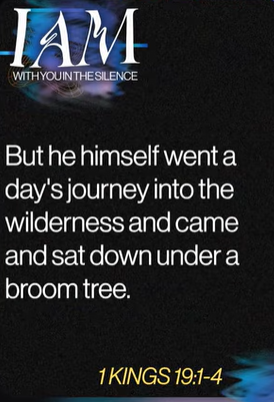 I AM
WITH YOU IN THE SILENCE
But he himself went a
day's journey into the
wilderness and came
and sat down under a
broom tree.
1 KINGS 19:1-4